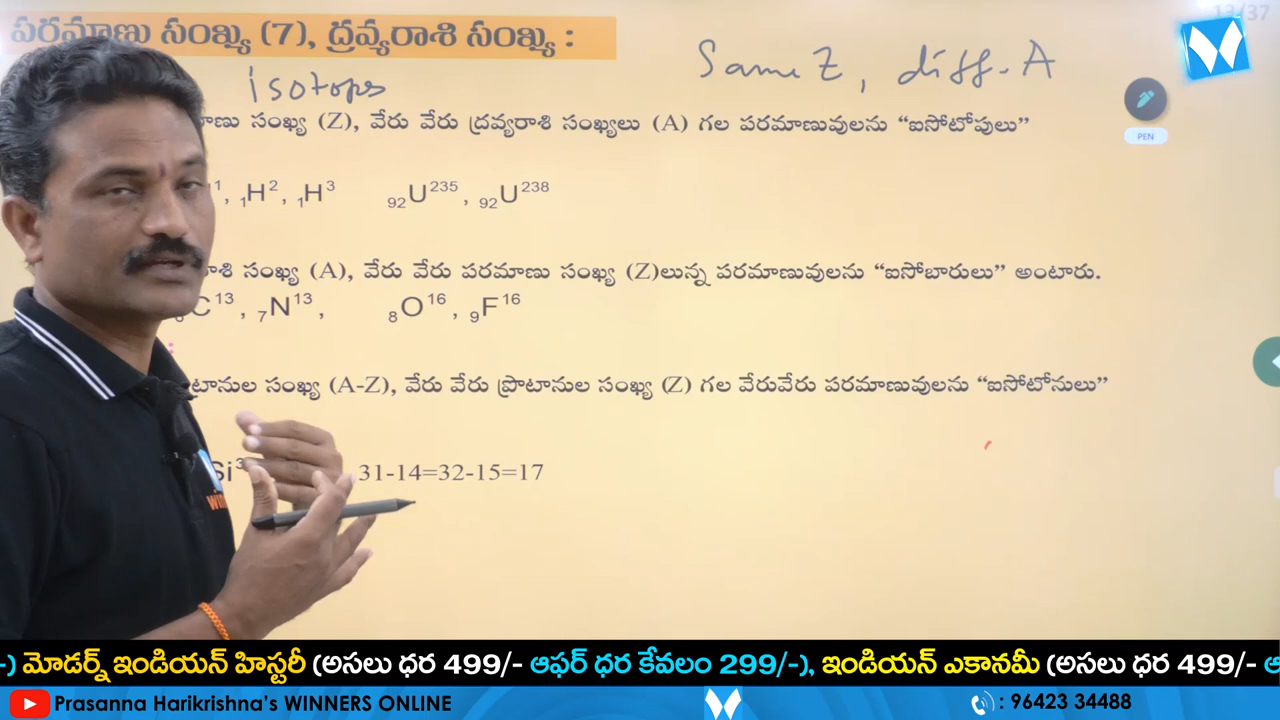 పరమాణు సంఖ్య (7), ద్రవ్యరాశి సంఖ్య :
13/37
isotops
Same Z, diff. A
సంఖ్య (Z), వేరు వేరు ద్రవ్యరాశి సంఖ్యలు (A) గల పరమాణువులను “ఐసోటోపులు”
PEN
1, ₁H², ₁H³ ₉₂U²³⁵, ₉₂U²³⁸
సంఖ్య (A), వేరు వేరు పరమాణు సంఖ్య (Z)లున్న పరమాణువులను “ఐసోబారులు” అంటారు.
C¹³, ₇N¹³, ₈O¹⁶, ₉F¹⁶
సంఖ్య (A-Z), వేరు వేరు ప్రొటానుల సంఖ్య (Z) గల వేరువేరు పరమాణువులను “ఐసోటోనులు”
Si 31-14=32-15=17
-) మోడర్న్ ఇండియన్ హిస్టరీ (అసలు ధర 499/- ఆఫర్ ధర కేవలం 299/-), ఇండియన్ ఎకానమీ (అసలు ధర 499/-
Prasanna Harikrishna's WINNERS ONLINE : 96423 34488